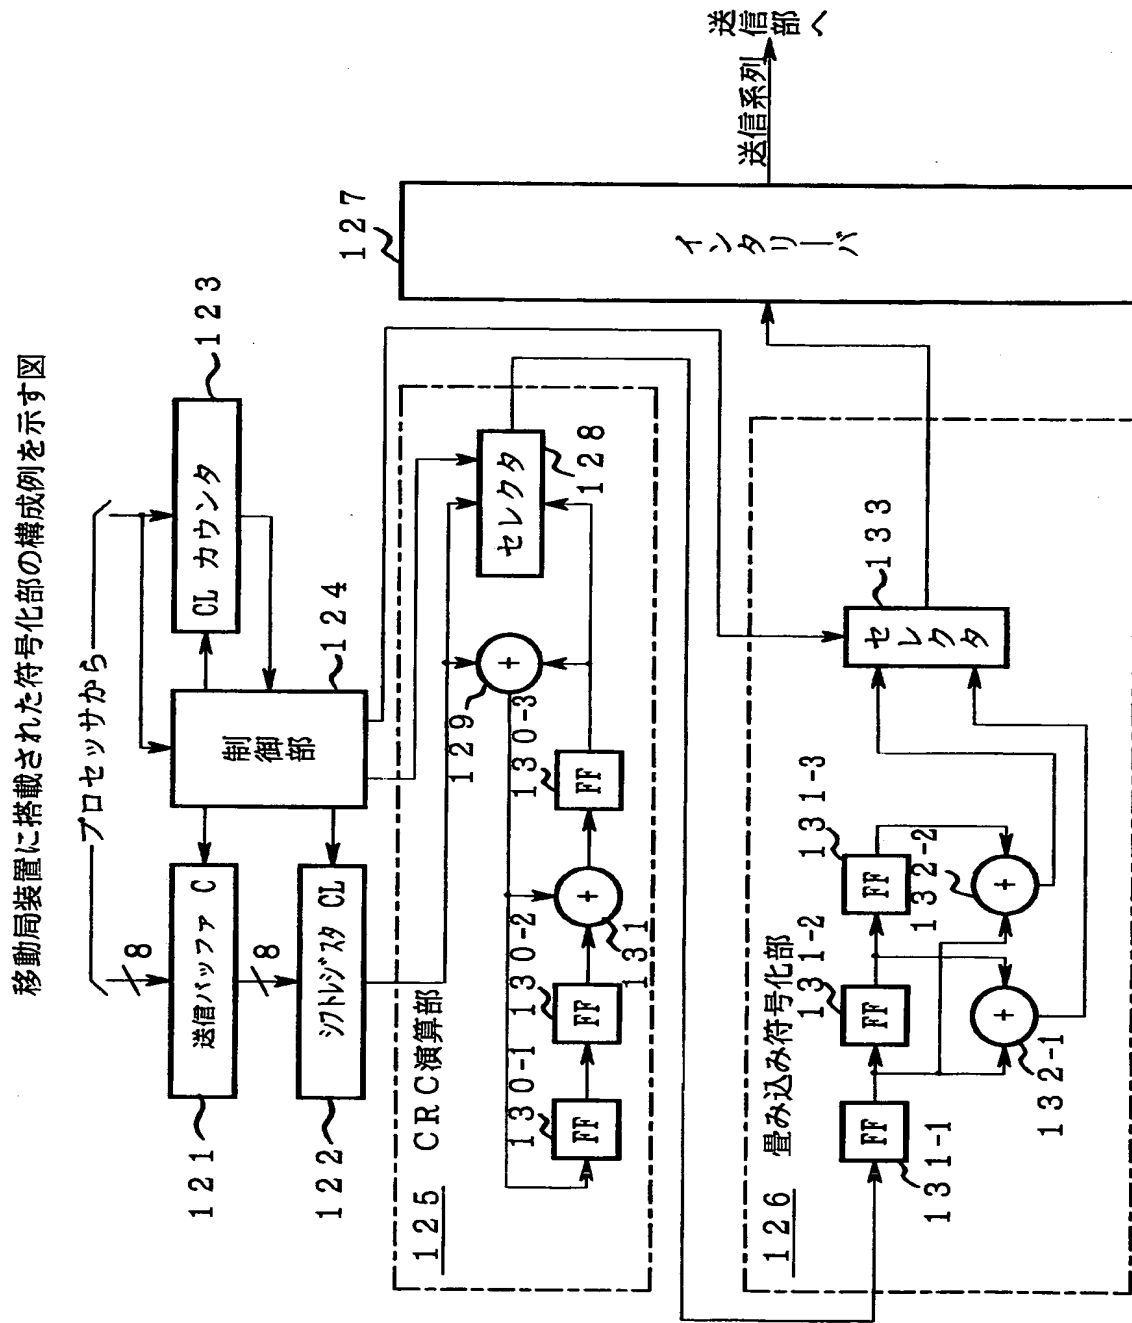 移動局装置に搭載された符号化部の構成例を示す図
プロセッサから
8
送信バッファ C
121
8
シフトレジスタ CL
122
制御部
124
CL カウンタ
123
125 CRC演算部
FF
130-1
FF
130-2
+
131
FF
130-3
+
129
セレクタ
128
126 畳み込み符号化部
FF
131-1
FF
131-2
FF
131-3
+
132-1
+
132-2
セレクタ
133
インタリーバ
127
送信系列
送信部へ